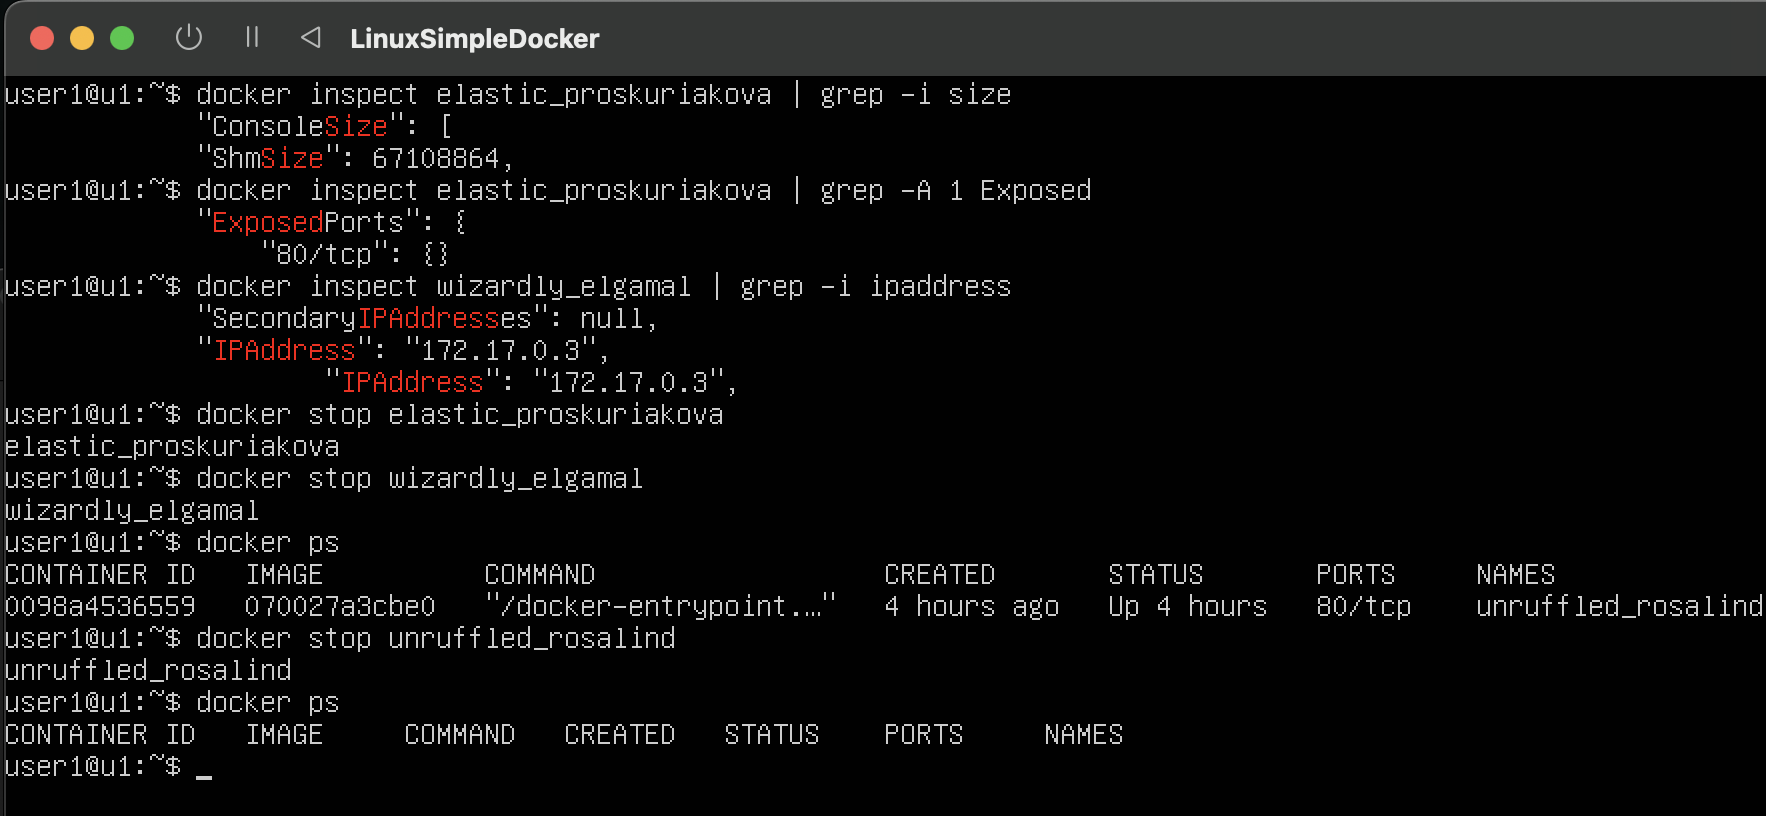 LinuxSimpleDocker
user1@u1:~$ docker inspect elastic_proskuriakova | grep -i size
"ConsoleSize": [
"ShmSize": 67108864,
user1@u1:~$ docker inspect elastic_proskuriakova | grep -A 1 Exposed
"ExposedPorts": {
"80/tcp": {}
user1@u1:~$ docker inspect wizardly_elgamal | grep -i ipaddress
"SecondaryIPAddresses": null,
"IPAddress": "172.17.0.3",
"IPAddress": "172.17.0.3",
user1@u1:~$ docker stop elastic_proskuriakova
elastic_proskuriakova
user1@u1:~$ docker stop wizardly_elgamal
wizardly_elgamal
user1@u1:~$ docker ps
CONTAINER ID IMAGE COMMAND CREATED STATUS PORTS NAMES
0098a4536559 070027a3cbe0 "/docker-entrypoint.…" 4 hours ago Up 4 hours 80/tcp unruffled_rosalind
user1@u1:~$ docker stop unruffled_rosalind
unruffled_rosalind
user1@u1:~$ docker ps
CONTAINER ID IMAGE COMMAND CREATED STATUS PORTS NAMES
user1@u1:~$ _